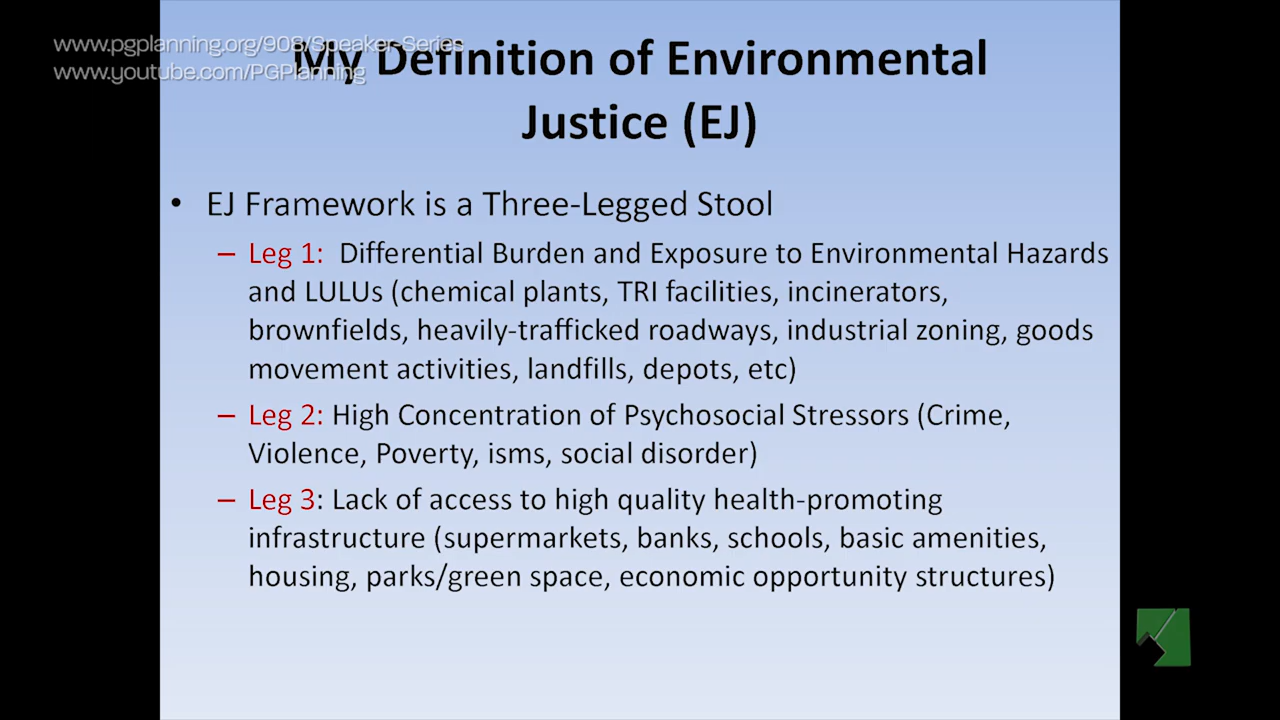 www.pgplanning.org/908/Speaker-Series
www.youtube.com/PGPlanning
My Definition of Environmental
Justice (EJ)
• EJ Framework is a Three-Legged Stool
– Leg 1: Differential Burden and Exposure to Environmental Hazards
and LULUs (chemical plants, TRI facilities, incinerators,
brownfields, heavily-trafficked roadways, industrial zoning, goods
movement activities, landfills, depots, etc)
– Leg 2: High Concentration of Psychosocial Stressors (Crime,
Violence, Poverty, isms, social disorder)
– Leg 3: Lack of access to high quality health-promoting
infrastructure (supermarkets, banks, schools, basic amenities,
housing, parks/green space, economic opportunity structures)